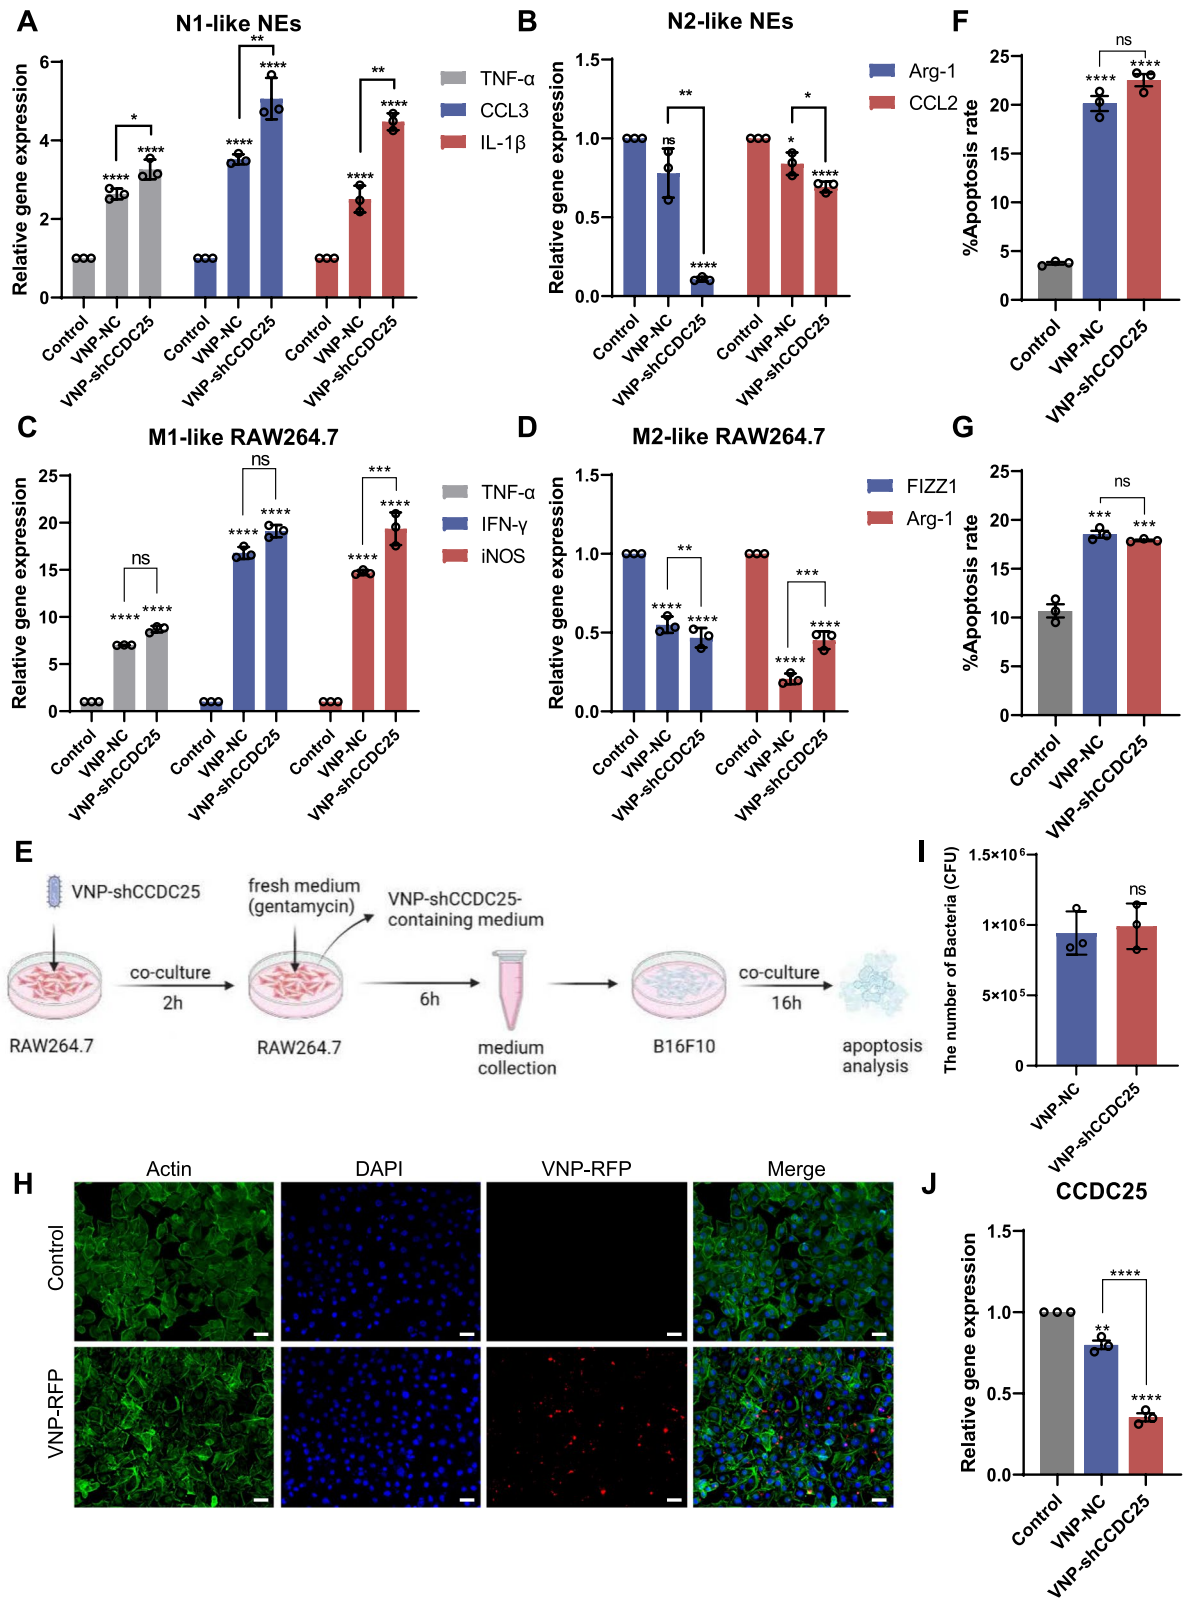 A
N1-like NEs
Relative gene expression
6
4
2
0
****
****
*
****
****
**
****
****
**
Control
VNP-NC
VNP-shCCDC25
Control
VNP-NC
VNP-shCCDC25
Control
VNP-NC
VNP-shCCDC25
TNF-α
CCL3
IL-1β
B
N2-like NEs
Relative gene expression
1.5
1.0
0.5
0.0
ns
****
**
*
****
*
Control
VNP-NC
VNP-shCCDC25
Control
VNP-NC
VNP-shCCDC25
Arg-1
CCL2
F
%Apoptosis rate
25
20
15
10
5
0
ns
****
****
Control
VNP-NC
VNP-shCCDC25
C
M1-like RAW264.7
Relative gene expression
25
20
15
10
5
0
ns
****
****
ns
****
****
***
****
****
Control
VNP-NC
VNP-shCCDC25
Control
VNP-NC
VNP-shCCDC25
Control
VNP-NC
VNP-shCCDC25
TNF-α
IFN-γ
iNOS
D
M2-like RAW264.7
Relative gene expression
1.5
1.0
0.5
0.0
**
****
****
***
****
****
Control
VNP-NC
VNP-shCCDC25
Control
VNP-NC
VNP-shCCDC25
FIZZ1
Arg-1
G
%Apoptosis rate
25
20
15
10
5
0
ns
***
***
Control
VNP-NC
VNP-shCCDC25
E
VNP-shCCDC25
RAW264.7
co-culture
2h
fresh medium
(gentamycin)
VNP-shCCDC25-
containing medium
RAW264.7
6h
medium
collection
B16F10
co-culture
16h
apoptosis
analysis
I
The number of Bacteria (CFU)
1.5×10⁶
1×10⁶
5×10⁵
0
ns
VNP-NC
VNP-shCCDC25
H
Actin
DAPI
VNP-RFP
Merge
Control
VNP-RFP
J
CCDC25
Relative gene expression
1.5
1.0
0.5
0.0
****
**
****
Control
VNP-NC
VNP-shCCDC25